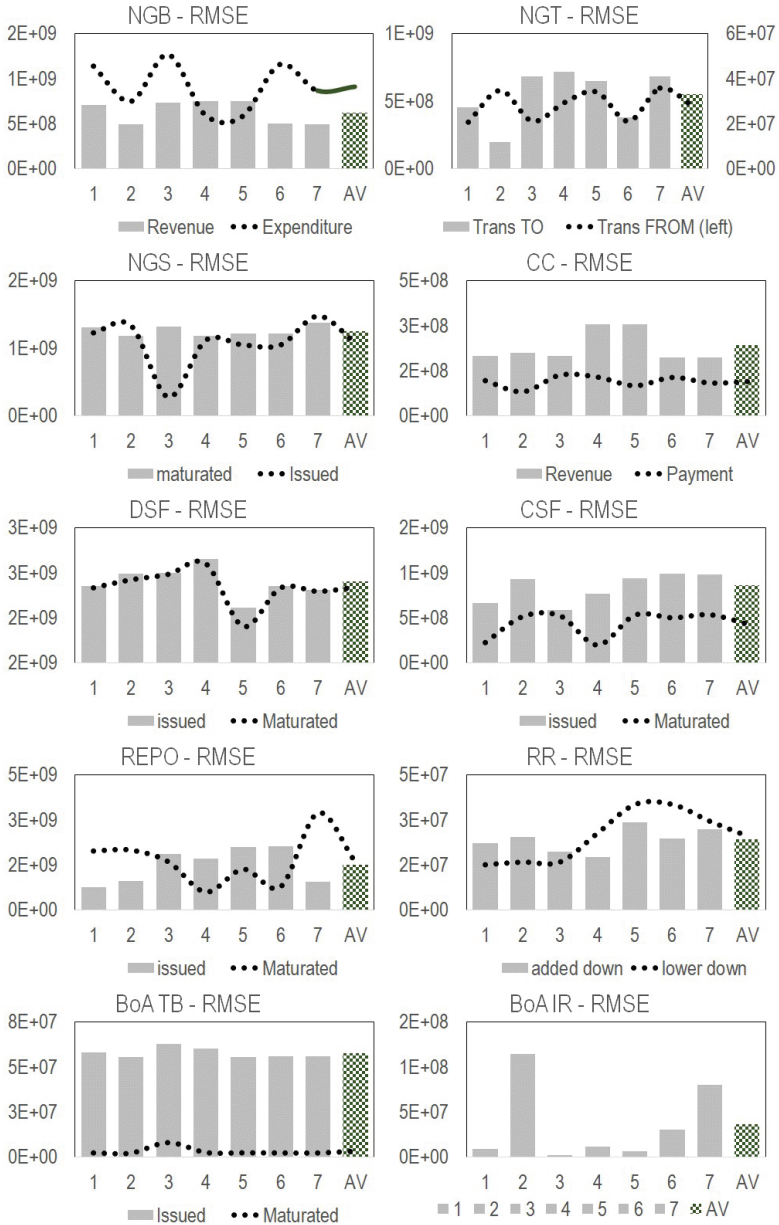 NGB - RMSE
2E+09
1E+09
5E+08
0E+00
1 2 3 4 5 6 7 AV
Revenue Expenditure
NGT - RMSE
1E+09
5E+08
0E+00
6E+07
4E+07
2E+07
0E+00
1 2 3 4 5 6 7 AV
Trans TO Trans FROM (left)
NGS - RMSE
2E+09
1E+09
0E+00
1 2 3 4 5 6 7 AV
maturated Issued
CC - RMSE
5E+08
3E+08
2E+08
0E+00
1 2 3 4 5 6 7 AV
Revenue Payment
DSF - RMSE
3E+09
3E+09
2E+09
2E+09
1 2 3 4 5 6 7 AV
issued Maturated
CSF - RMSE
2E+09
1E+09
5E+08
0E+00
1 2 3 4 5 6 7 AV
issued Maturated
REPO - RMSE
5E+09
3E+09
2E+09
0E+00
1 2 3 4 5 6 7 AV
issued Maturated
RR - RMSE
5E+07
3E+07
2E+07
0E+00
1 2 3 4 5 6 7 AV
added down lower down
BoA TB - RMSE
8E+07
5E+07
3E+07
0E+00
1 2 3 4 5 6 7 AV
Issued Maturated
BoA IR - RMSE
2E+08
1E+08
5E+07
0E+00
1 2 3 4 5 6 7 AV
1 2 3 4 5 6 7 AV